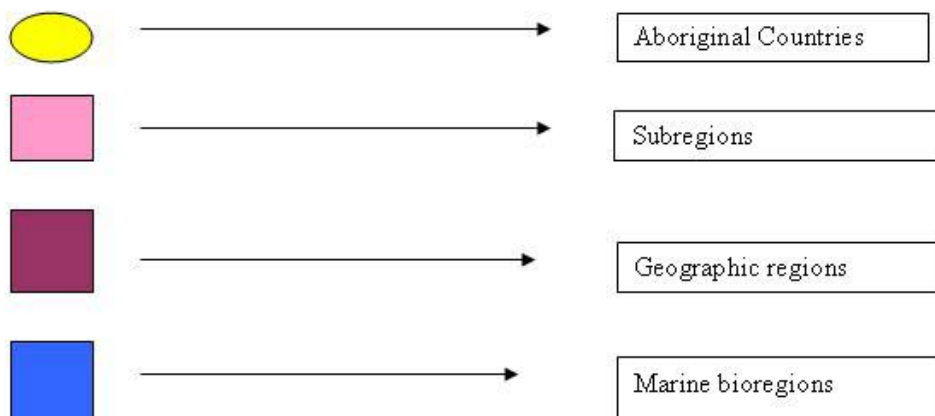 Aboriginal Countries
Subregions
Geographic regions
Marine bioregions